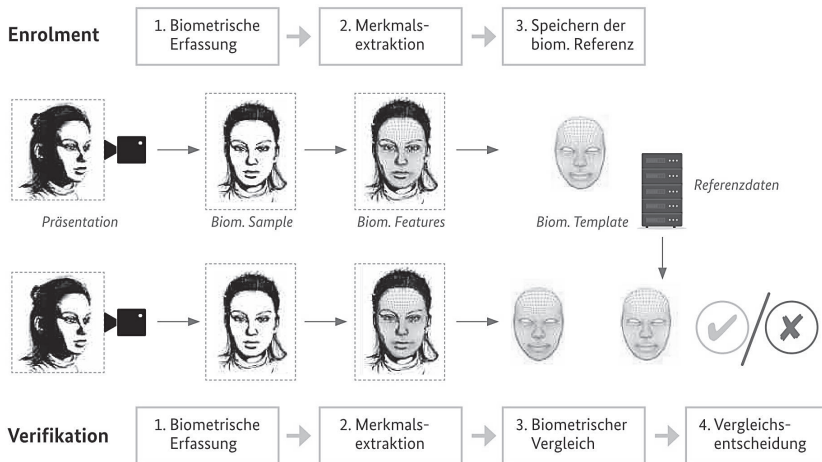 Enrolment
1. Biometrische
Erfassung
2. Merkmals-
extraktion
3. Speichern der
biom. Referenz
Präsentation
Biom. Sample
Biom. Features
Biom. Template
Referenzdaten
Verifikation
1. Biometrische
Erfassung
2. Merkmals-
extraktion
3. Biometrischer
Vergleich
4. Vergleichs-
entscheidung